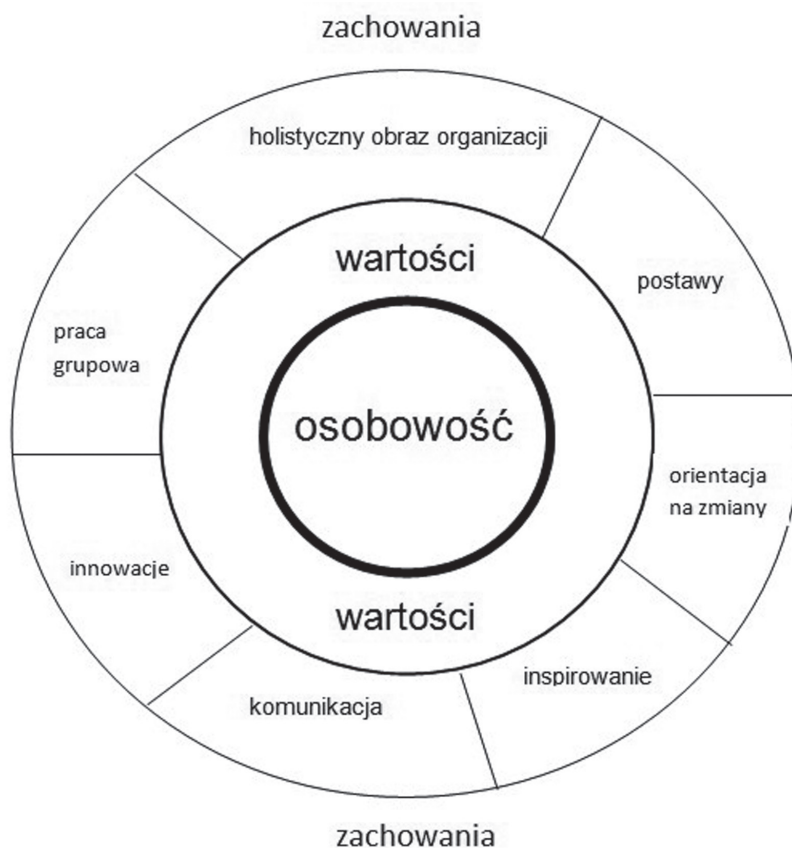 zachowania
holistyczny obraz organizacji
wartości
postawy
praca
grupowa
osobowość
orientacja
na zmiany
innowacje
wartości
inspirowanie
komunikacja
zachowania